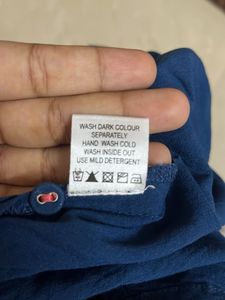 WASH DARK COLOUR
SEPARATELY
HAND WASH COLD
WASH INSIDE OUT
USE MILD DETERGENT